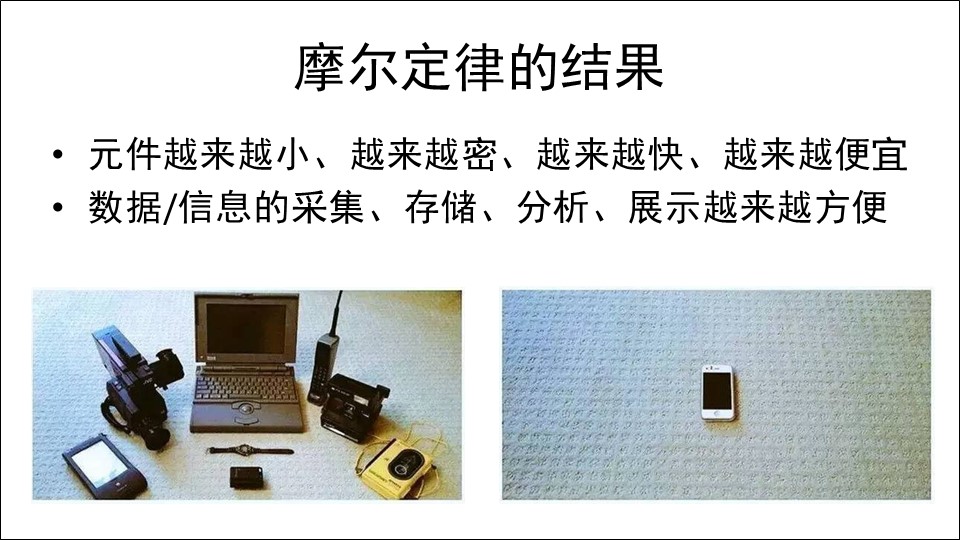 摩尔定律的结果
• 元件越来越小、越来越密、越来越快、越来越便宜
• 数据/信息的采集、存储、分析、展示越来越方便